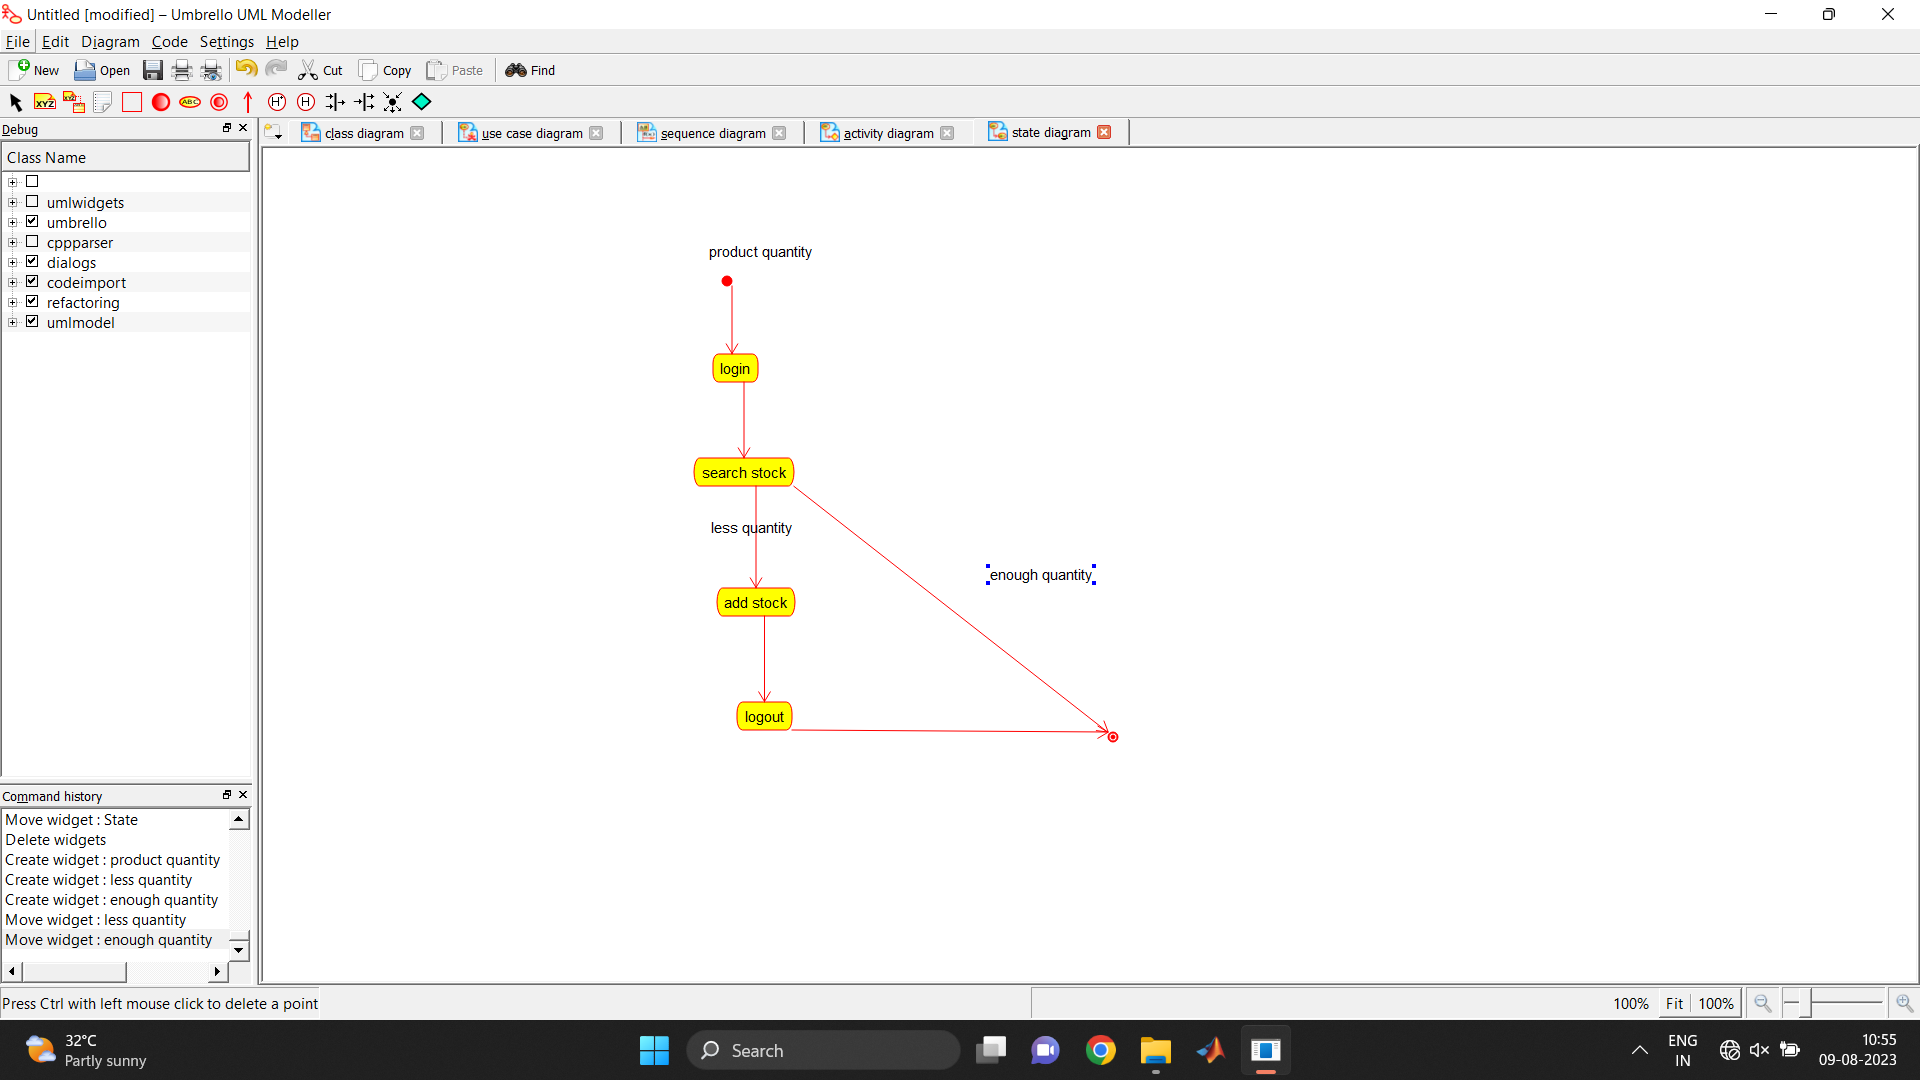 Untitled [modified] – Umbrello UML Modeller
File Edit Diagram Code Settings Help
New Open Cut Copy Paste Find
XYZ XYZ ABC H* H
Debug
class diagram use case diagram sequence diagram activity diagram state diagram
Class Name
umlwidgets
umbrello
cppparser
dialogs
codeimport
refactoring
umlmodel
product quantity
login
search stock
less quantity
enough quantity
add stock
logout
Command history
Move widget : State
Delete widgets
Create widget : product quantity
Create widget : less quantity
Create widget : enough quantity
Move widget : less quantity
Move widget : enough quantity
Press Ctrl with left mouse click to delete a point
100% Fit 100%
32°C
Partly sunny
Search
ENG
IN
10:55
09-08-2023